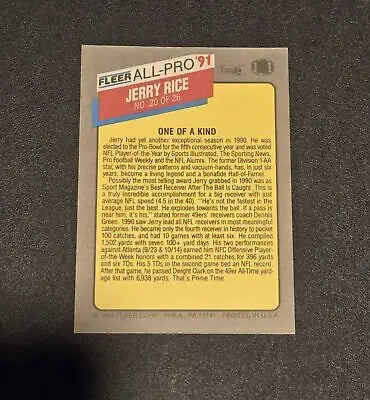 FLEER ALL-PRO '91
JERRY RICE
NO. 20 OF 26
ONE OF A KIND
Jerry had yet another exceptional season in 1990. He was
elected to the Pro-Bowl for the fifth consecutive year and was voted
NFL Player-of-the-Year by Sports Illustrated, The Sporting News,
Pro Football Weekly and the NFL Alumni. The former Division 1-AA
star, with his precise patterns and vacuum-hands, has, in just six
years, become a living legend and a bonafide Hall-of-Famer.
Possibly the most telling award Jerry grabbed in 1990 was as
Sport Magazine's Best Receiver After The Ball Is Caught. This is a
truly incredible accomplishment for a big receiver with just
average NFL speed (4.5 in the 40). "He's not the fastest in the
League, just the best. He explodes towards the ball. If a pass is
near him, it's his," stated former 49ers' receivers coach Dennis
Green. 1990 saw Jerry lead all NFL receivers in most meaningful
categories. He became only the fourth receiver in history to pocket
100 catches, and had 10 games with at least six. He compiled
1,502 yards with seven 100+ yard days. His two performances
against Atlanta (9/23 & 10/14) earned him NFC Offensive Player-
of-the-Week honors with a combined 21 catches for 396 yards
and six TDs. His 5 TDs in the second game tied an NFL record.
After that game, he passed Dwight Clark on the 49er All-Time yard-
age list with 6,938 yards. That's Prime Time.
FLEER CORP. PHILA., PA 19141 PRINTED IN U.S.A.